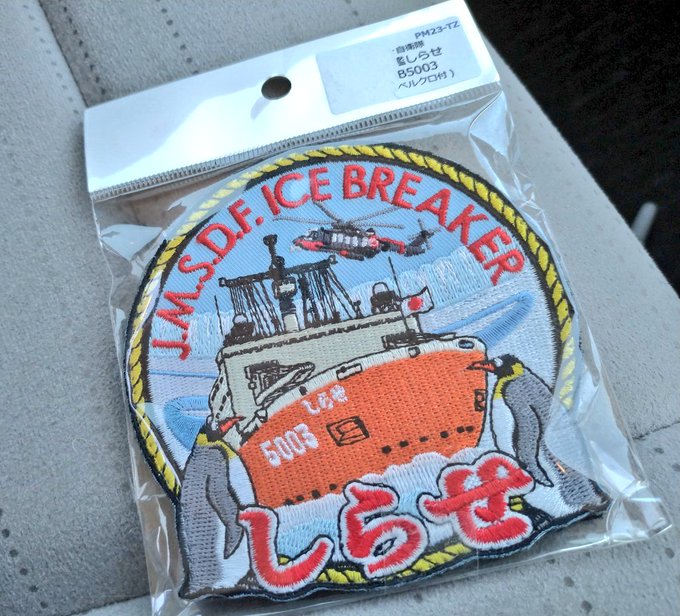 PM23-TZ
自衛隊
艦しらせ
B5003
ベルクロ付）
J.M.S.D.F. ICE BREAKER
しらせ
5003
しらせ